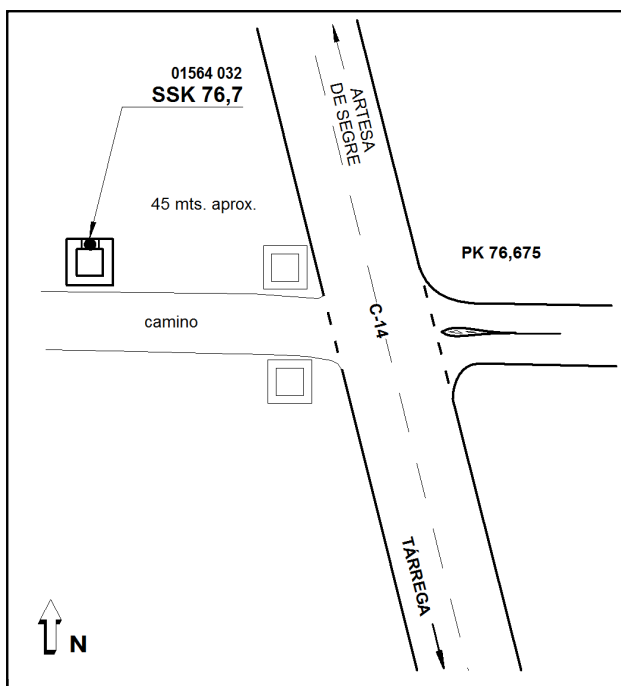 01564 032
SSK 76,7
ARTESA
DE SEGRE
45 mts. aprox.
PK 76,675
camino
C-14
TÁRREGA
N